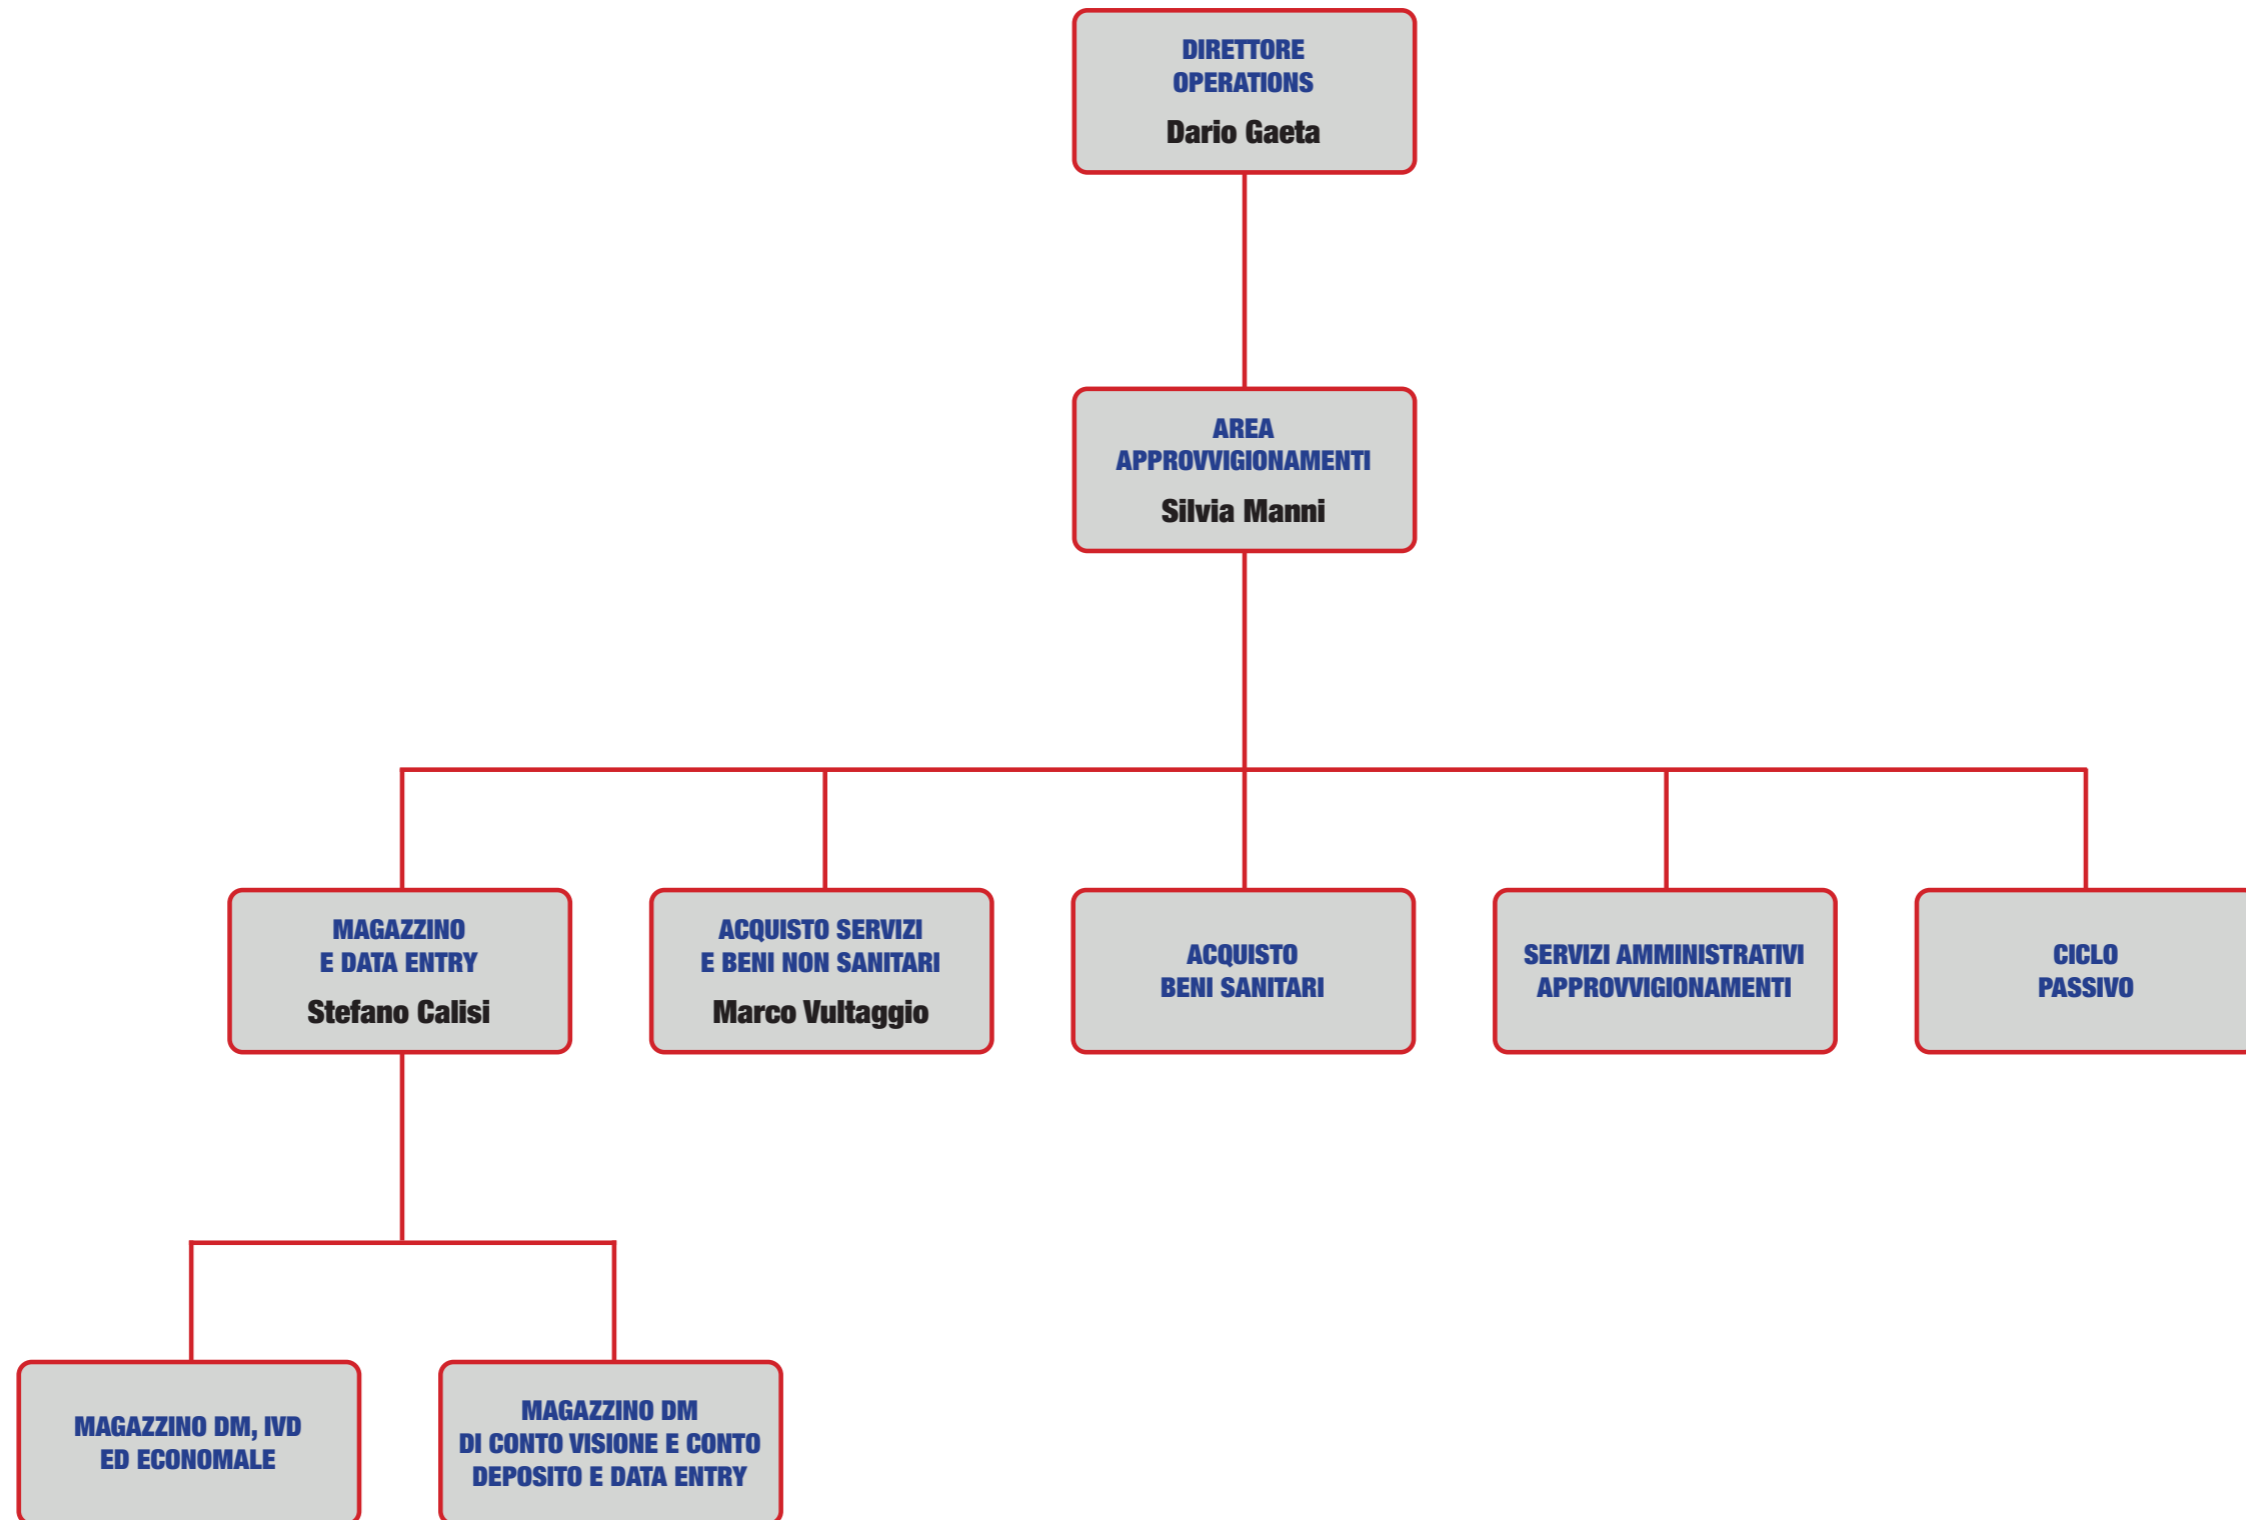 DIRETTORE
OPERATIONS
Dario Gaeta
AREA
APPROVVIGIONAMENTI
Silvia Manni
MAGAZZINO
E DATA ENTRY
Stefano Calisi
ACQUISTO SERVIZI
E BENI NON SANITARI
Marco Vultaggio
ACQUISTO
BENI SANITARI
SERVIZI AMMINISTRATIVI
APPROVVIGIONAMENTI
CICLO
PASSIVO
MAGAZZINO DM, IVD
ED ECONOMALE
MAGAZZINO DM
DI CONTO VISIONE E CONTO
DEPOSITO E DATA ENTRY